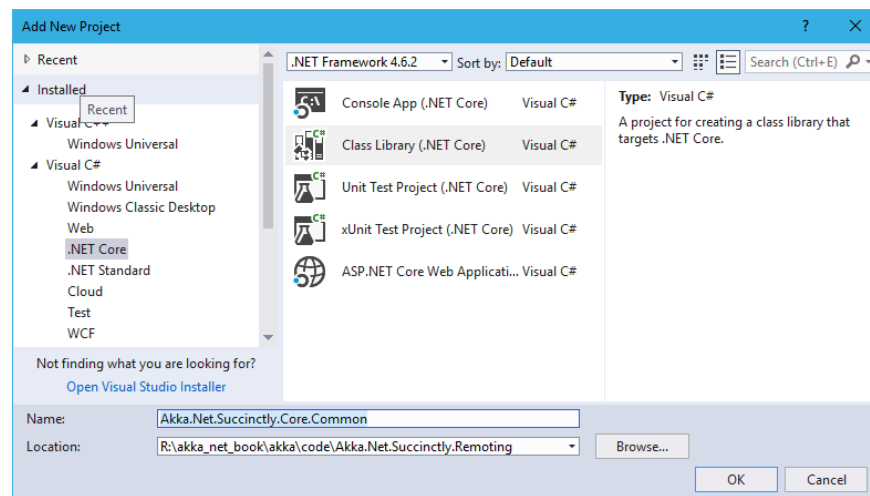 Add New Project
Recent
Installed
Recent
Visual C++
Windows Universal
Visual C#
Windows Universal
Windows Classic Desktop
Web
.NET Core
.NET Standard
Cloud
Test
WCF
Not finding what you are looking for?
Open Visual Studio Installer
.NET Framework 4.6.2 Sort by: Default Search (Ctrl+E)
Console App (.NET Core) Visual C#
Class Library (.NET Core) Visual C#
Unit Test Project (.NET Core) Visual C#
xUnit Test Project (.NET Core) Visual C#
ASP.NET Core Web Applicati... Visual C#
Type: Visual C#
A project for creating a class library that
targets .NET Core.
Name: Akka.Net.Succinctly.Core.Common
Location: R:\akka_net_book\akka\code\Akka.Net.Succinctly.Remoting Browse...
OK Cancel